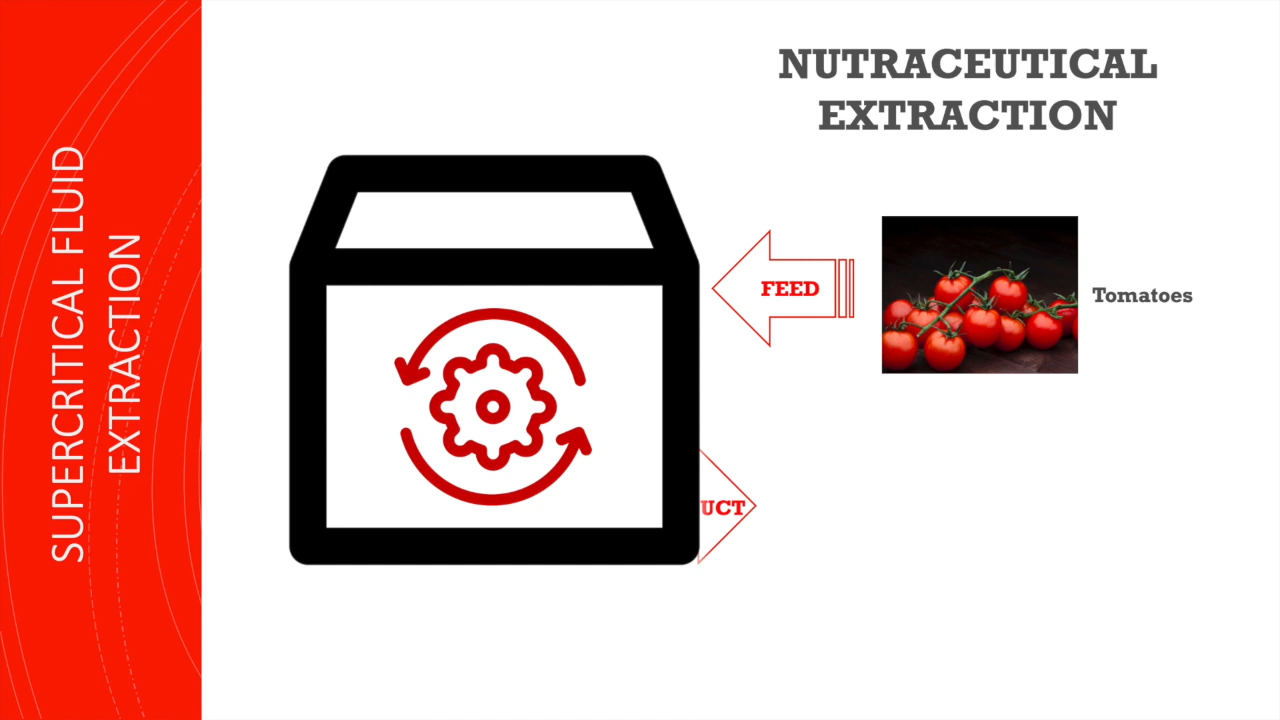 SUPERCRITICAL FLUID
EXTRACTION
NUTRACEUTICAL
EXTRACTION
FEED
Tomatoes
UCT